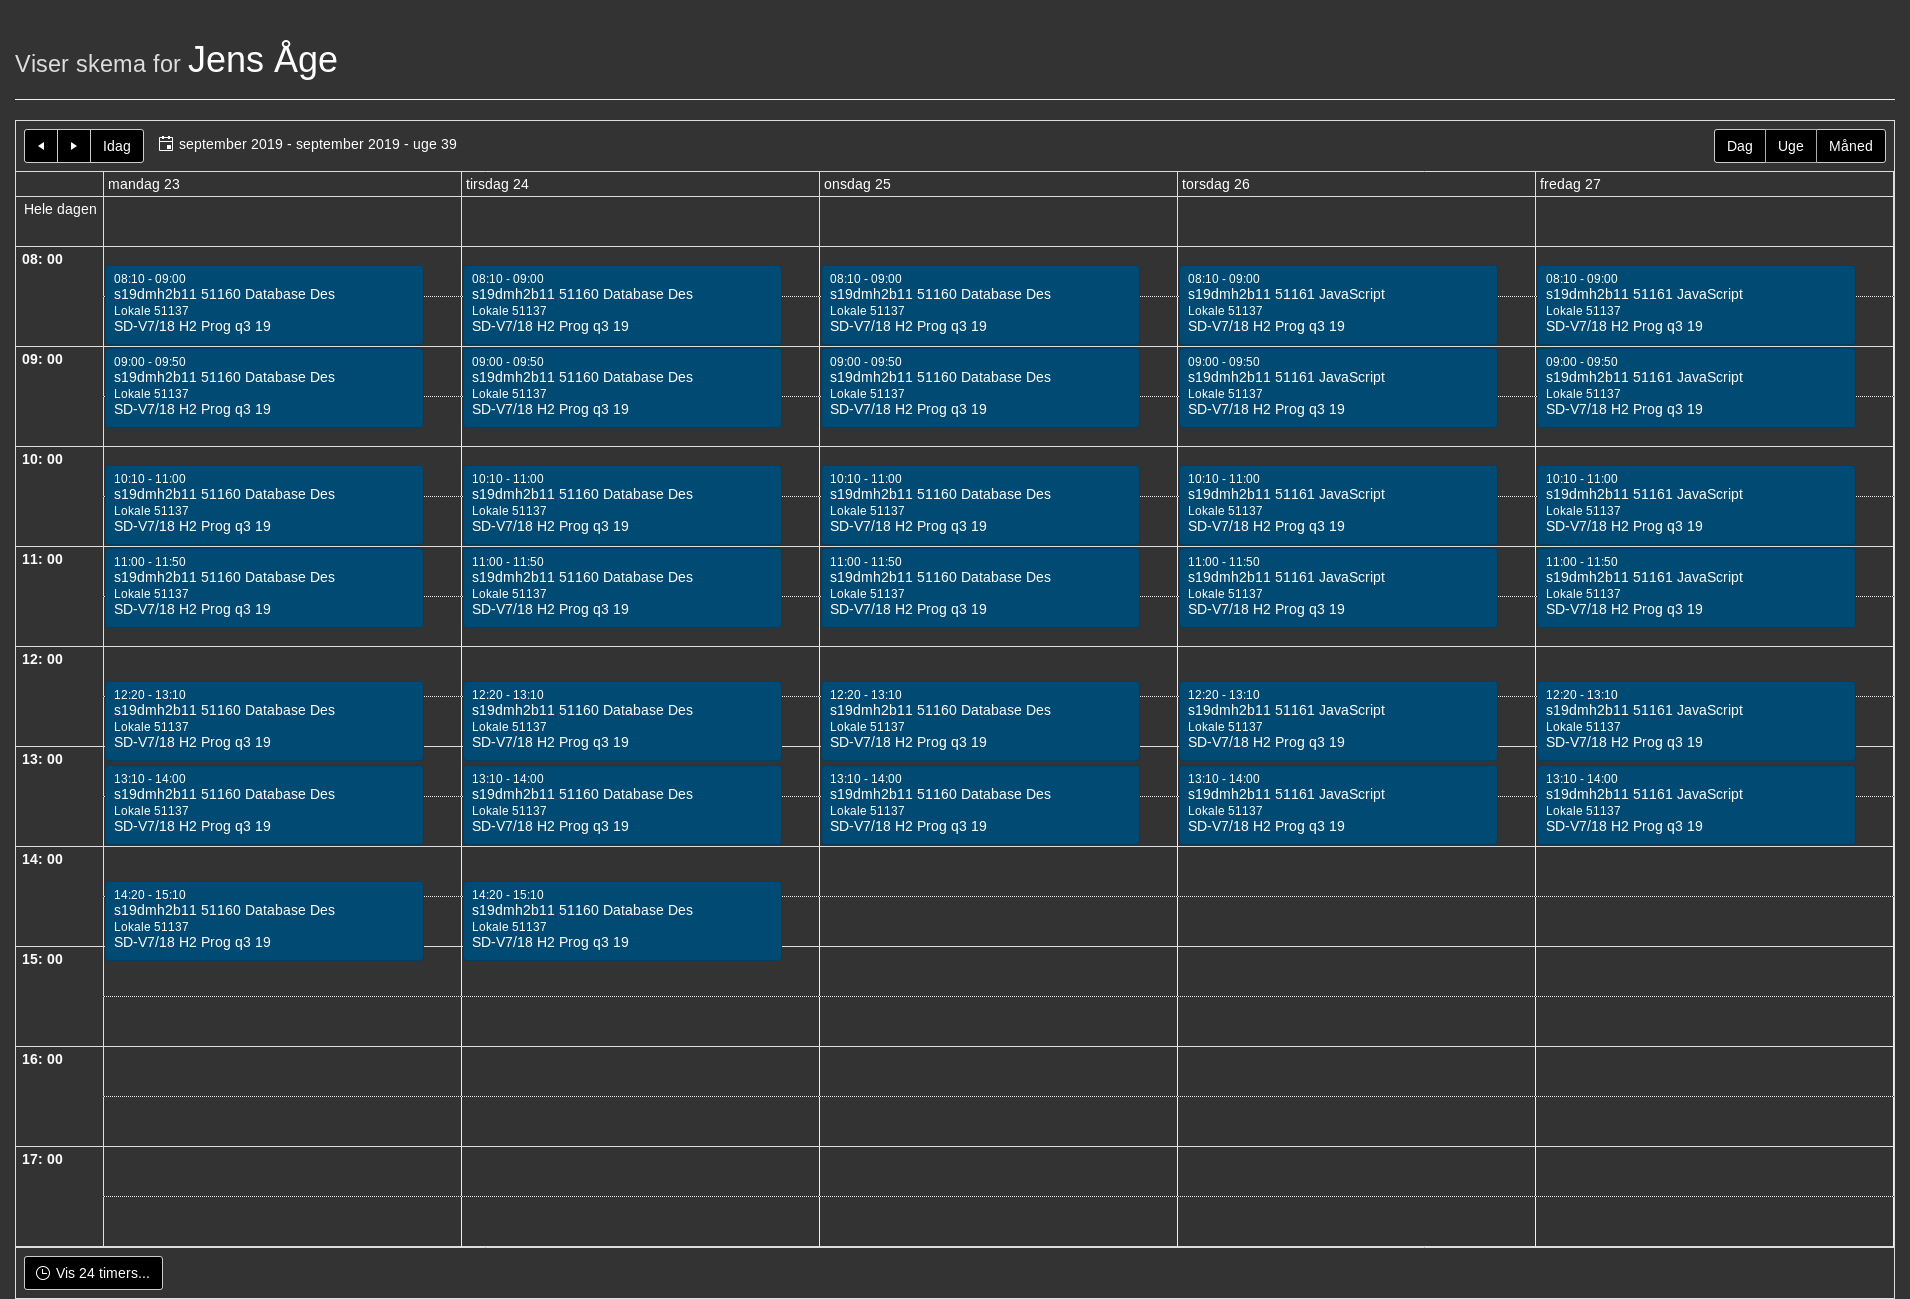 Viser skema for Jens Åge
Idag
september 2019 - september 2019 - uge 39
Dag Uge Måned
mandag 23 tirsdag 24 onsdag 25 torsdag 26 fredag 27
Hele dagen
08: 00
08:10 - 09:00 08:10 - 09:00 08:10 - 09:00 08:10 - 09:00 08:10 - 09:00
s19dmh2b11 51160 Database Des s19dmh2b11 51160 Database Des s19dmh2b11 51160 Database Des s19dmh2b11 51161 JavaScript s19dmh2b11 51161 JavaScript
Lokale 51137 Lokale 51137 Lokale 51137 Lokale 51137 Lokale 51137
SD-V7/18 H2 Prog q3 19 SD-V7/18 H2 Prog q3 19 SD-V7/18 H2 Prog q3 19 SD-V7/18 H2 Prog q3 19 SD-V7/18 H2 Prog q3 19
09: 00
09:00 - 09:50 09:00 - 09:50 09:00 - 09:50 09:00 - 09:50 09:00 - 09:50
s19dmh2b11 51160 Database Des s19dmh2b11 51160 Database Des s19dmh2b11 51160 Database Des s19dmh2b11 51161 JavaScript s19dmh2b11 51161 JavaScript
Lokale 51137 Lokale 51137 Lokale 51137 Lokale 51137 Lokale 51137
SD-V7/18 H2 Prog q3 19 SD-V7/18 H2 Prog q3 19 SD-V7/18 H2 Prog q3 19 SD-V7/18 H2 Prog q3 19 SD-V7/18 H2 Prog q3 19
10: 00
10:10 - 11:00 10:10 - 11:00 10:10 - 11:00 10:10 - 11:00 10:10 - 11:00
s19dmh2b11 51160 Database Des s19dmh2b11 51160 Database Des s19dmh2b11 51160 Database Des s19dmh2b11 51161 JavaScript s19dmh2b11 51161 JavaScript
Lokale 51137 Lokale 51137 Lokale 51137 Lokale 51137 Lokale 51137
SD-V7/18 H2 Prog q3 19 SD-V7/18 H2 Prog q3 19 SD-V7/18 H2 Prog q3 19 SD-V7/18 H2 Prog q3 19 SD-V7/18 H2 Prog q3 19
11: 00
11:00 - 11:50 11:00 - 11:50 11:00 - 11:50 11:00 - 11:50 11:00 - 11:50
s19dmh2b11 51160 Database Des s19dmh2b11 51160 Database Des s19dmh2b11 51160 Database Des s19dmh2b11 51161 JavaScript s19dmh2b11 51161 JavaScript
Lokale 51137 Lokale 51137 Lokale 51137 Lokale 51137 Lokale 51137
SD-V7/18 H2 Prog q3 19 SD-V7/18 H2 Prog q3 19 SD-V7/18 H2 Prog q3 19 SD-V7/18 H2 Prog q3 19 SD-V7/18 H2 Prog q3 19
12: 00
12:20 - 13:10 12:20 - 13:10 12:20 - 13:10 12:20 - 13:10 12:20 - 13:10
s19dmh2b11 51160 Database Des s19dmh2b11 51160 Database Des s19dmh2b11 51160 Database Des s19dmh2b11 51161 JavaScript s19dmh2b11 51161 JavaScript
Lokale 51137 Lokale 51137 Lokale 51137 Lokale 51137 Lokale 51137
SD-V7/18 H2 Prog q3 19 SD-V7/18 H2 Prog q3 19 SD-V7/18 H2 Prog q3 19 SD-V7/18 H2 Prog q3 19 SD-V7/18 H2 Prog q3 19
13: 00
13:10 - 14:00 13:10 - 14:00 13:10 - 14:00 13:10 - 14:00 13:10 - 14:00
s19dmh2b11 51160 Database Des s19dmh2b11 51160 Database Des s19dmh2b11 51160 Database Des s19dmh2b11 51161 JavaScript s19dmh2b11 51161 JavaScript
Lokale 51137 Lokale 51137 Lokale 51137 Lokale 51137 Lokale 51137
SD-V7/18 H2 Prog q3 19 SD-V7/18 H2 Prog q3 19 SD-V7/18 H2 Prog q3 19 SD-V7/18 H2 Prog q3 19 SD-V7/18 H2 Prog q3 19
14: 00
14:20 - 15:10 14:20 - 15:10
s19dmh2b11 51160 Database Des s19dmh2b11 51160 Database Des
Lokale 51137 Lokale 51137
SD-V7/18 H2 Prog q3 19 SD-V7/18 H2 Prog q3 19
15: 00
16: 00
17: 00
Vis 24 timers...